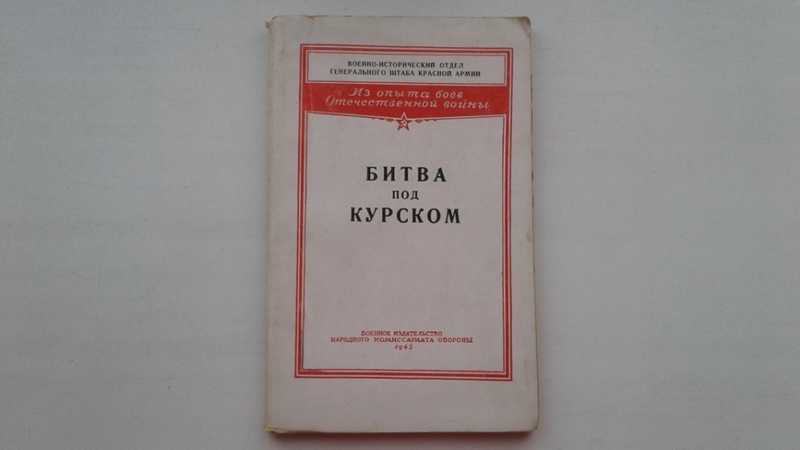 ВОЕННО-ИСТОРИЧЕСКИЙ ОТДЕЛ
ГЕНЕРАЛЬНОГО ШТАБА КРАСНОЙ АРМИИ
Из опыта боев
Отечественной войны
БИТВА
ПОД
КУРСКОМ
ВОЕННОЕ ИЗДАТЕЛЬСТВО
НАРОДНОГО КОМИССАРИАТА ОБОРОНЫ
1945